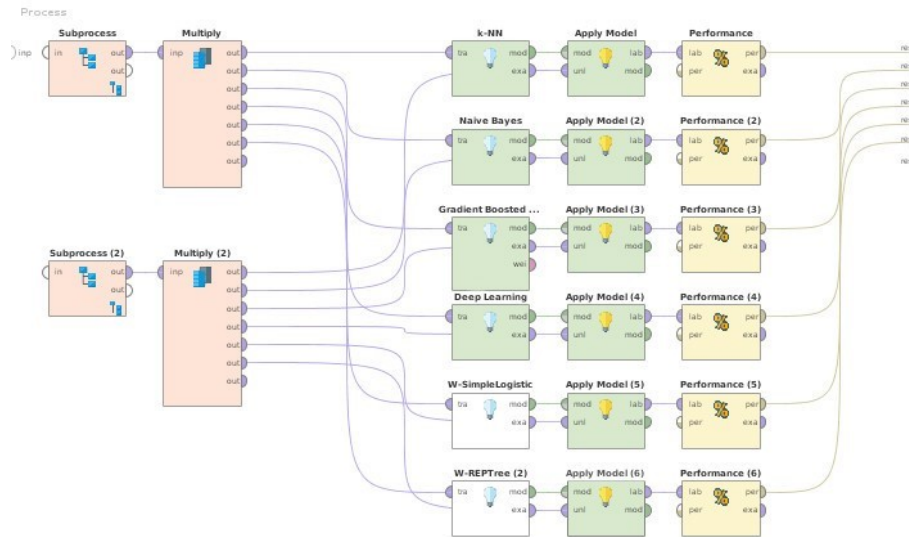 Process
inp
Subprocess
in out
out
Multiply
inp out
out
out
out
out
out
out
k-NN
tra mod
exa
Apply Model
mod lab
unl mod
Performance
lab per
per exa
Naive Bayes
tra mod
exa
Apply Model (2)
mod lab
unl mod
Performance (2)
lab per
per exa
Gradient Boosted ...
tra mod
exa
wei
Apply Model (3)
mod lab
unl mod
Performance (3)
lab per
per exa
Subprocess (2)
in out
out
Multiply (2)
inp out
out
out
out
out
out
out
Deep Learning
tra mod
exa
Apply Model (4)
mod lab
unl mod
Performance (4)
lab per
per exa
W-SimpleLogistic
tra mod
exa
Apply Model (5)
mod lab
unl mod
Performance (5)
lab per
per exa
W-REPTree (2)
tra mod
exa
Apply Model (6)
mod lab
unl mod
Performance (6)
lab per
per exa